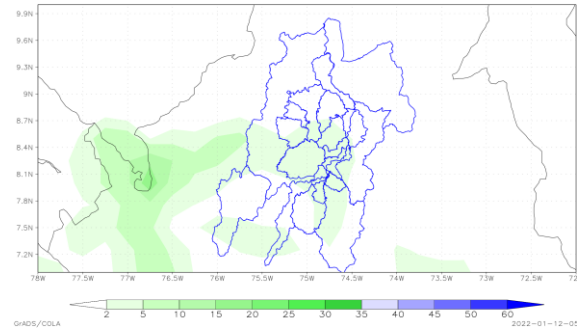 9.9N
9.6N
9.3N
9N
8.7N
8.4N
8.1N
7.8N
7.5N
7.2N
78W 77.5W 77W 76.5W 76W 75.5W 75W 74.5W 74W 73.5W 73W 72.5W 72
2 5 10 15 20 25 30 35 40 45 50 60
GrADS/COLA 2022-01-12-05